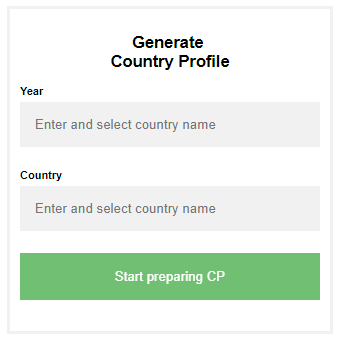 Generate
Country Profile
Year
Enter and select country name
Country
Enter and select country name
Start preparing CP